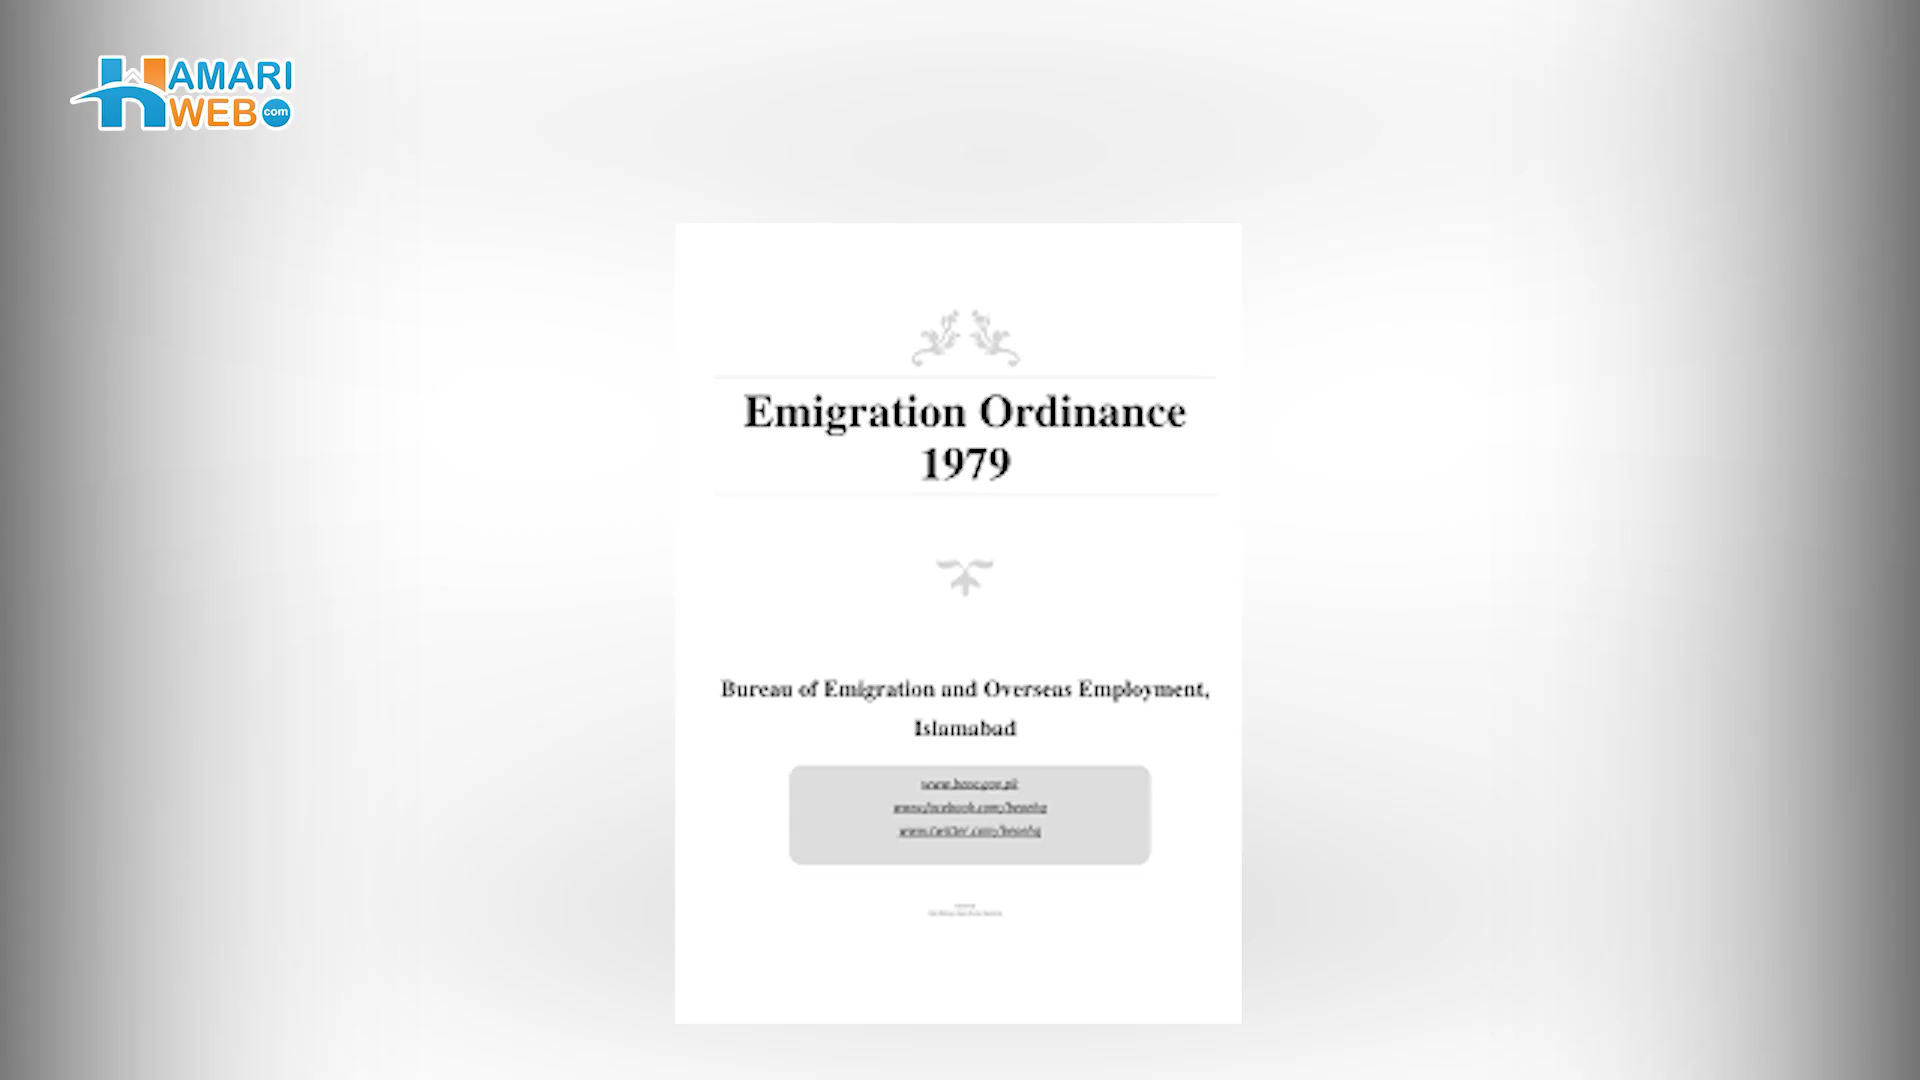 HAMARI
WEB.com
Emigration Ordinance
1979
Bureau of Emigration and Overseas Employment,
Islamabad